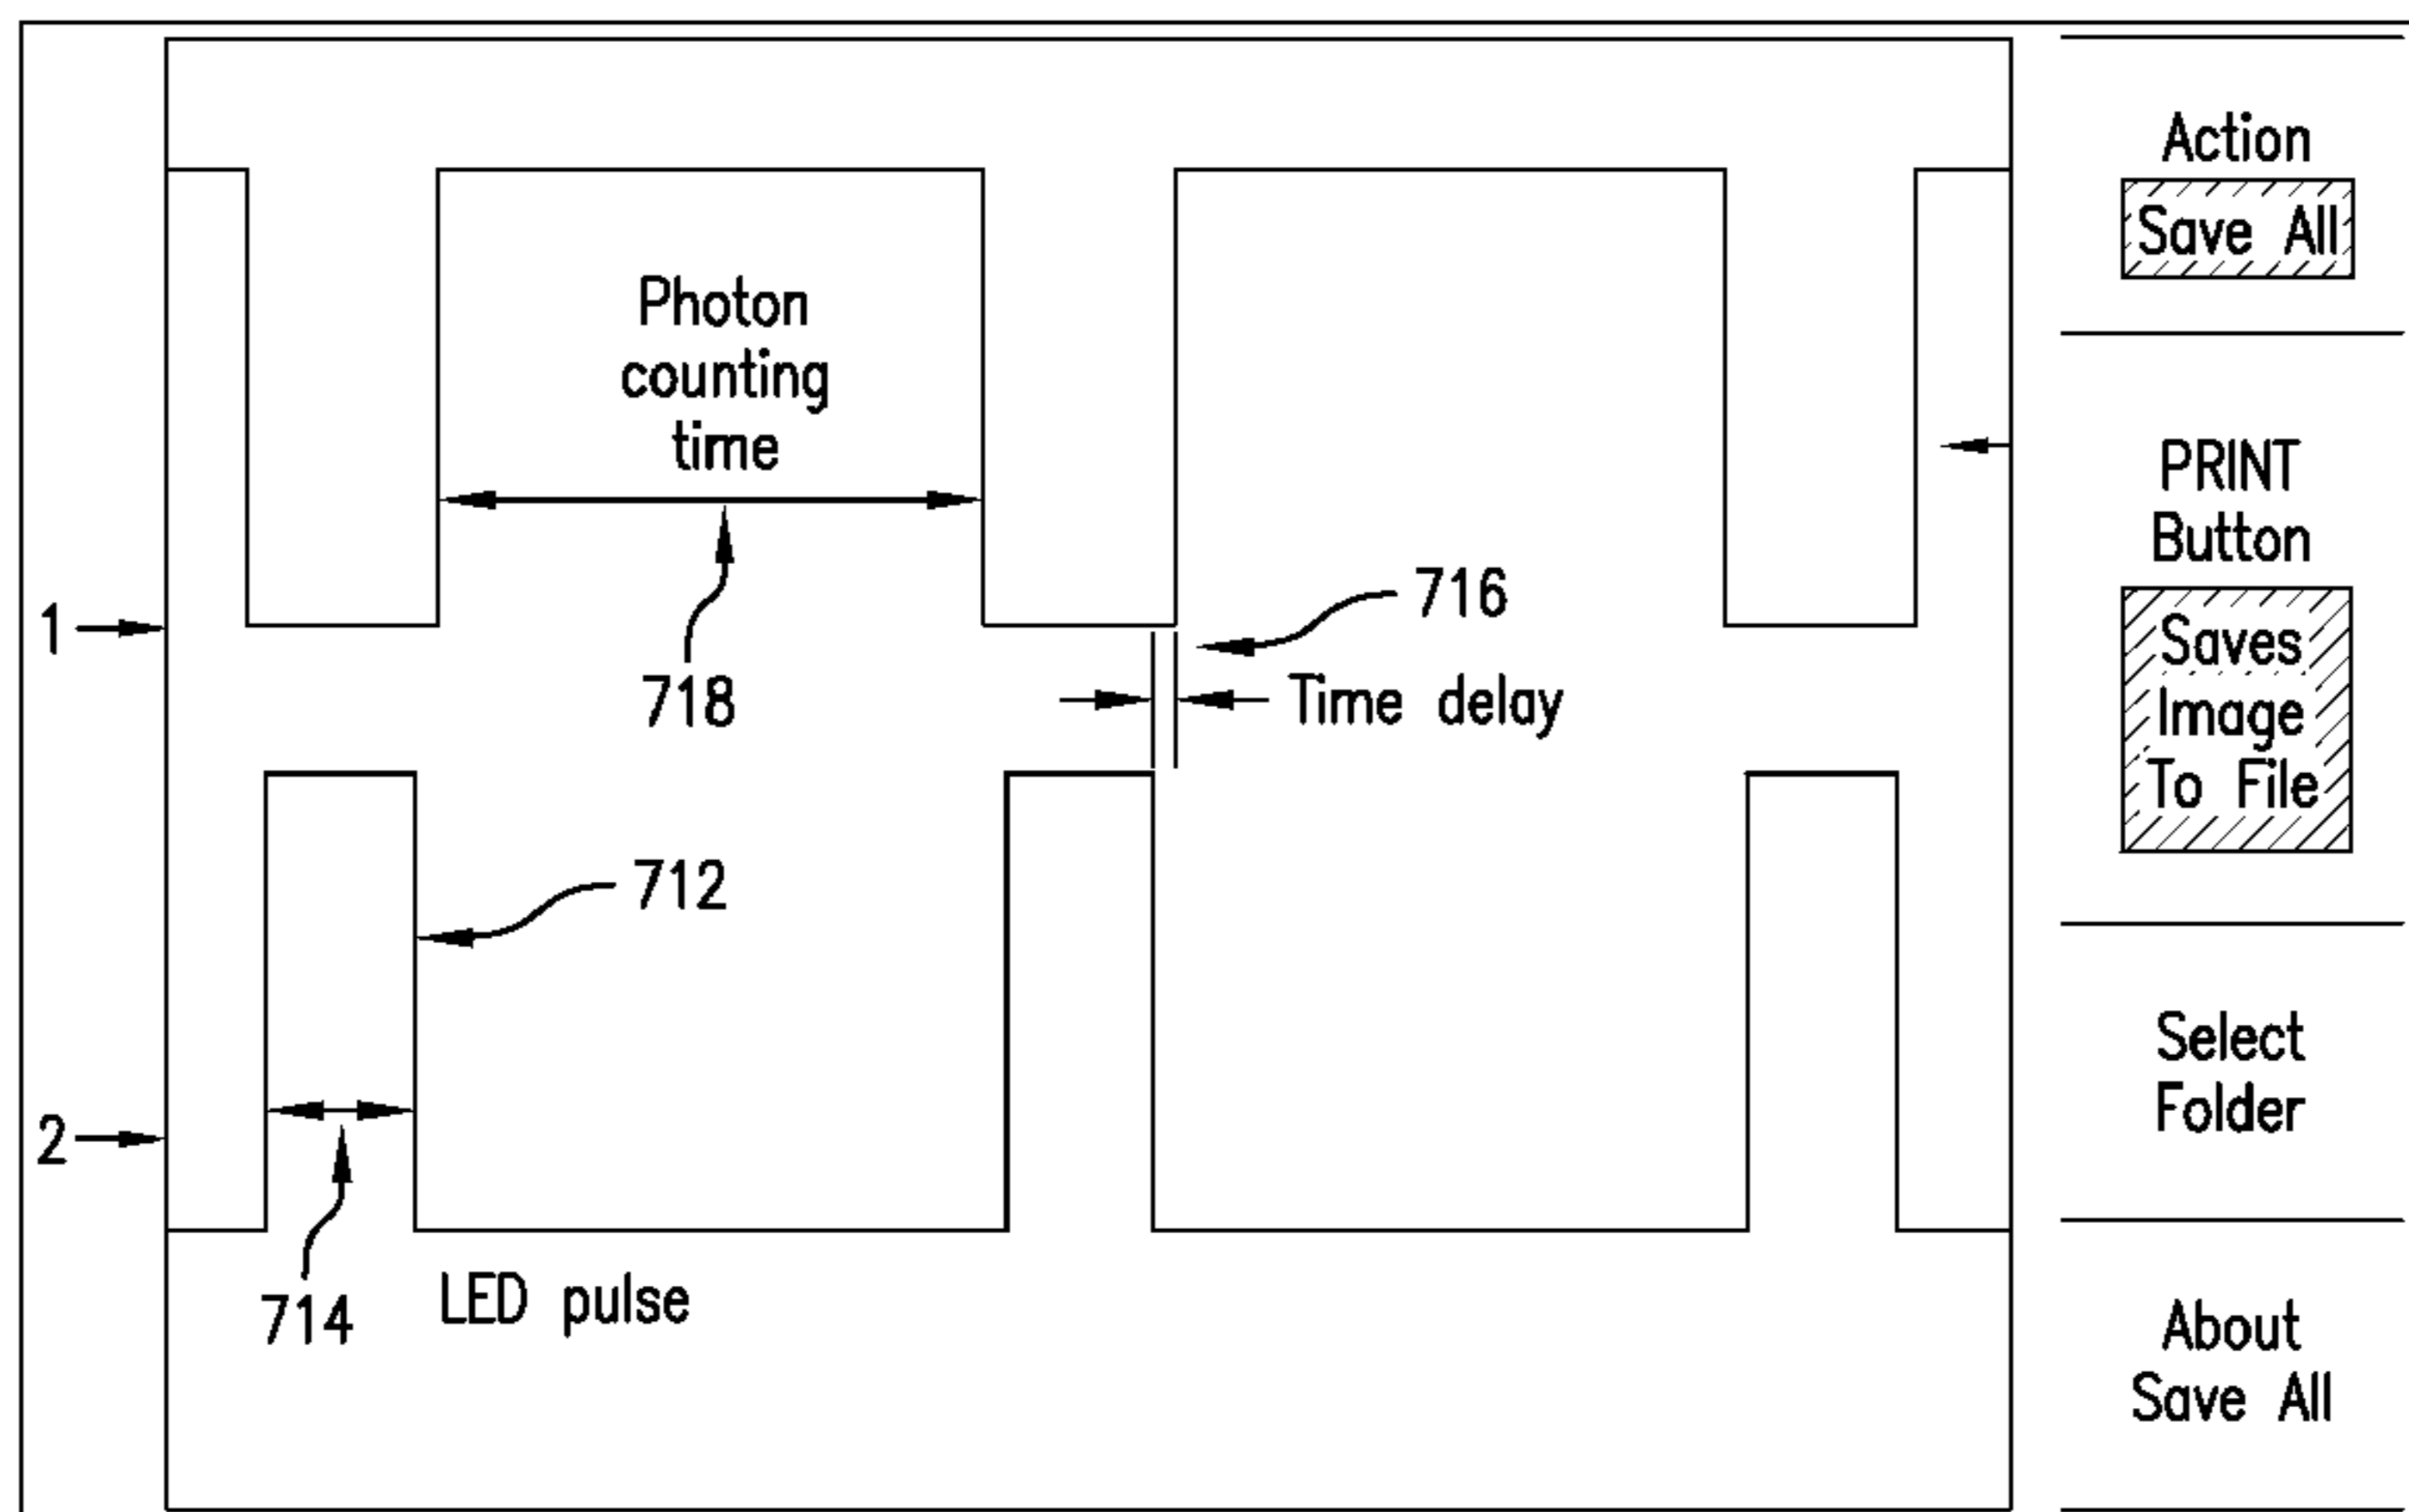 Photon
counting
time
718
716
Time delay
1
712
2
714
LED pulse
Action
Save All
PRINT
Button
Saves
Image
To File
Select
Folder
About
Save All